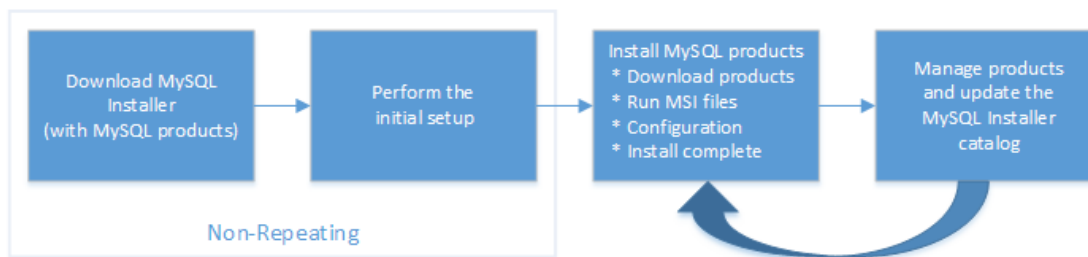 Download MySQL
Installer
(with MySQL products)
Perform the
initial setup
Install MySQL products
* Download products
* Run MSI files
* Configuration
* Install complete
Manage products
and update the
MySQL Installer
catalog
Non-Repeating